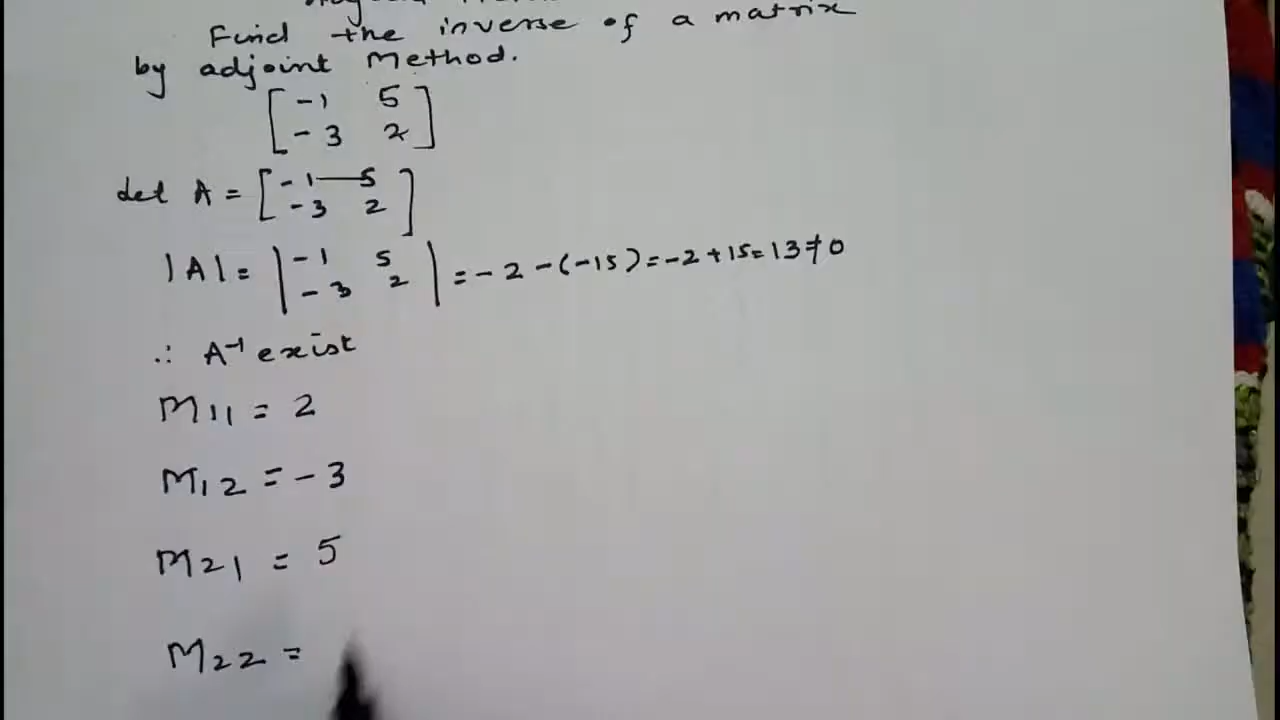 Find the inverse of a matrix
by adjoint Method.
[-1 5
-3 2]
det A = [-1 5
-3 2]
|A| = |-1 5
-3 2| = -2-(-15) = -2+15 = 13≠0
∴ A⁻¹ exist
M11 = 2
M12 = -3
M21 = 5
M22 =